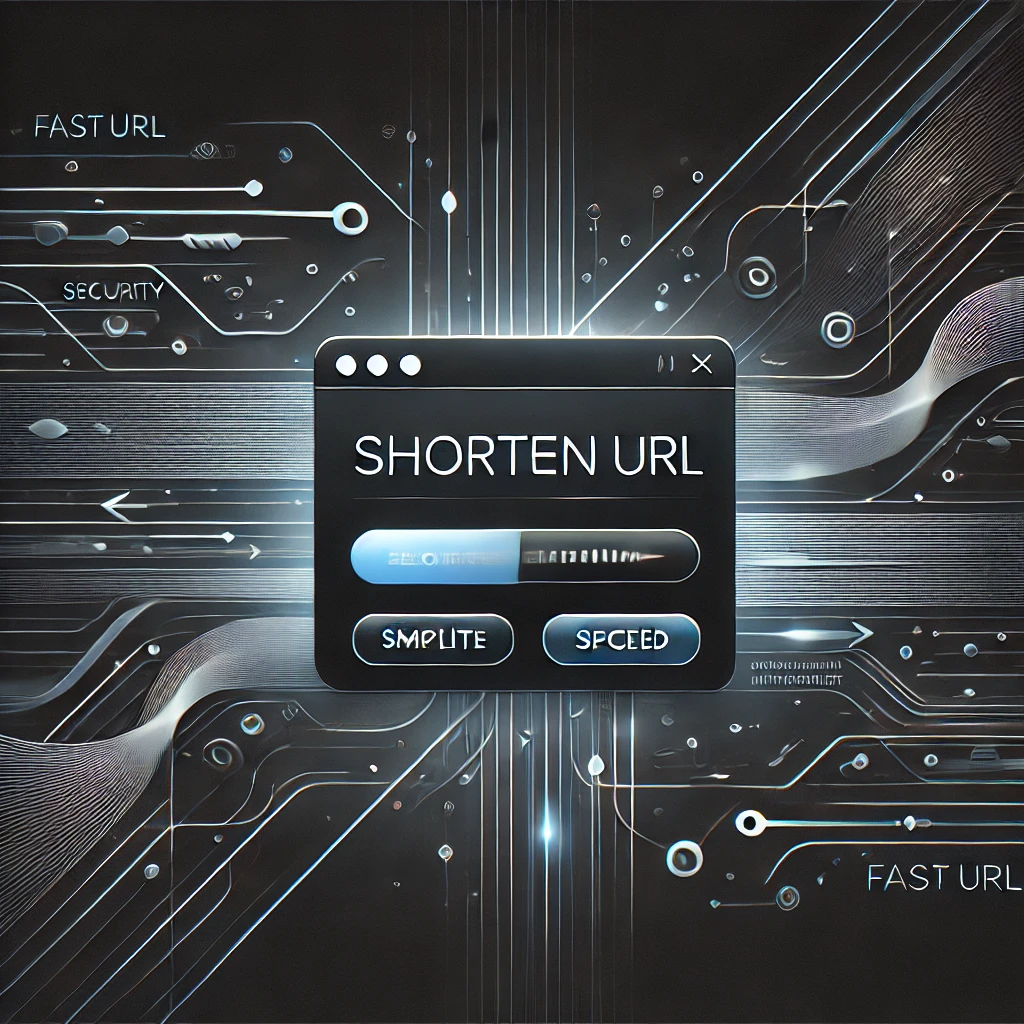 FAST URL
SECURITY
SHORTEN URL
SMPLITE
SPCEED
FAST URL